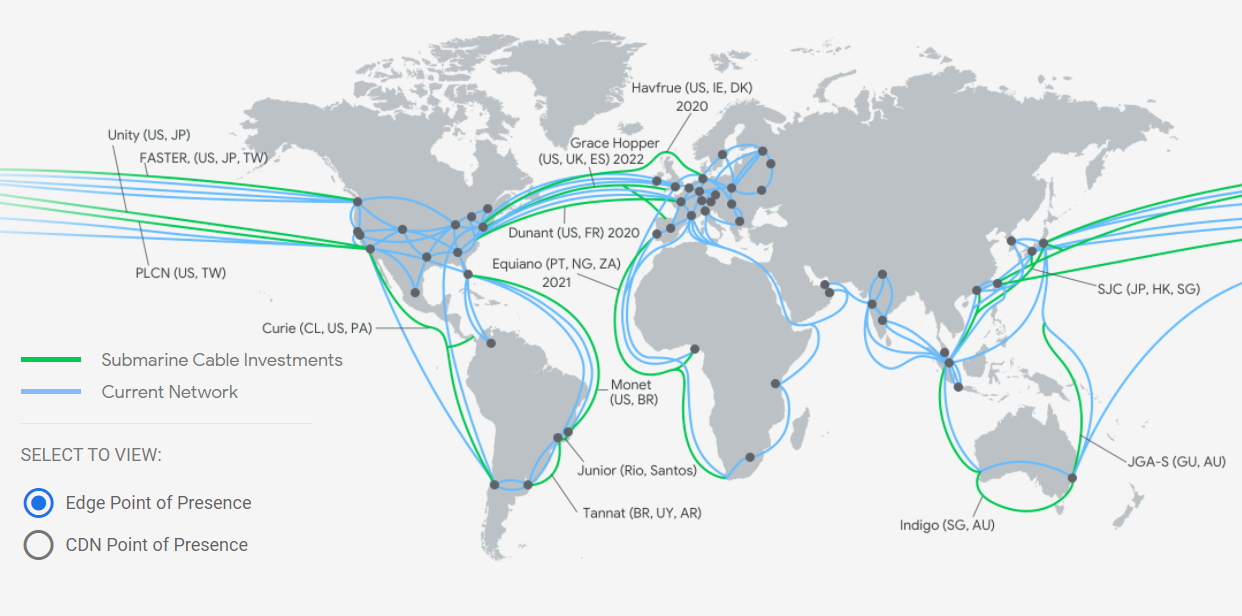 Havfrue (US, IE, DK)
2020
Unity (US, JP)
FASTER, (US, JP, TW)
Grace Hopper
(US, UK, ES) 2022
Dunant (US, FR) 2020
PLCN (US, TW)
Equiano (PT, NG, ZA)
2021
SJC (JP, HK, SG)
Curie (CL, US, PA)
Submarine Cable Investments
Current Network
Monet
(US, BR)
SELECT TO VIEW:
JGA-S (GU, AU)
Junior (Rio, Santos)
Edge Point of Presence
Tannat (BR, UY, AR)
Indigo (SG, AU)
CDN Point of Presence